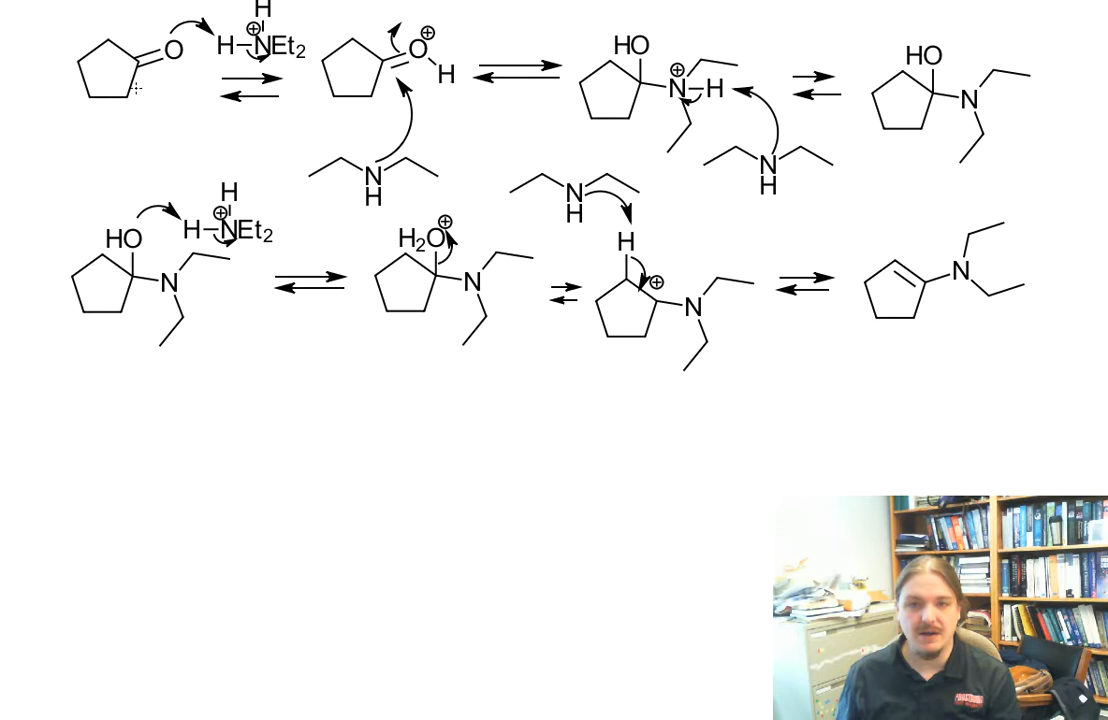 O H–⊕NEt2 H
O⊕ H
N H
HO N⊕–H
N H
HO N
HO H–⊕NEt2 H N
H2O⊕ N
N H
H ⊕ N
N